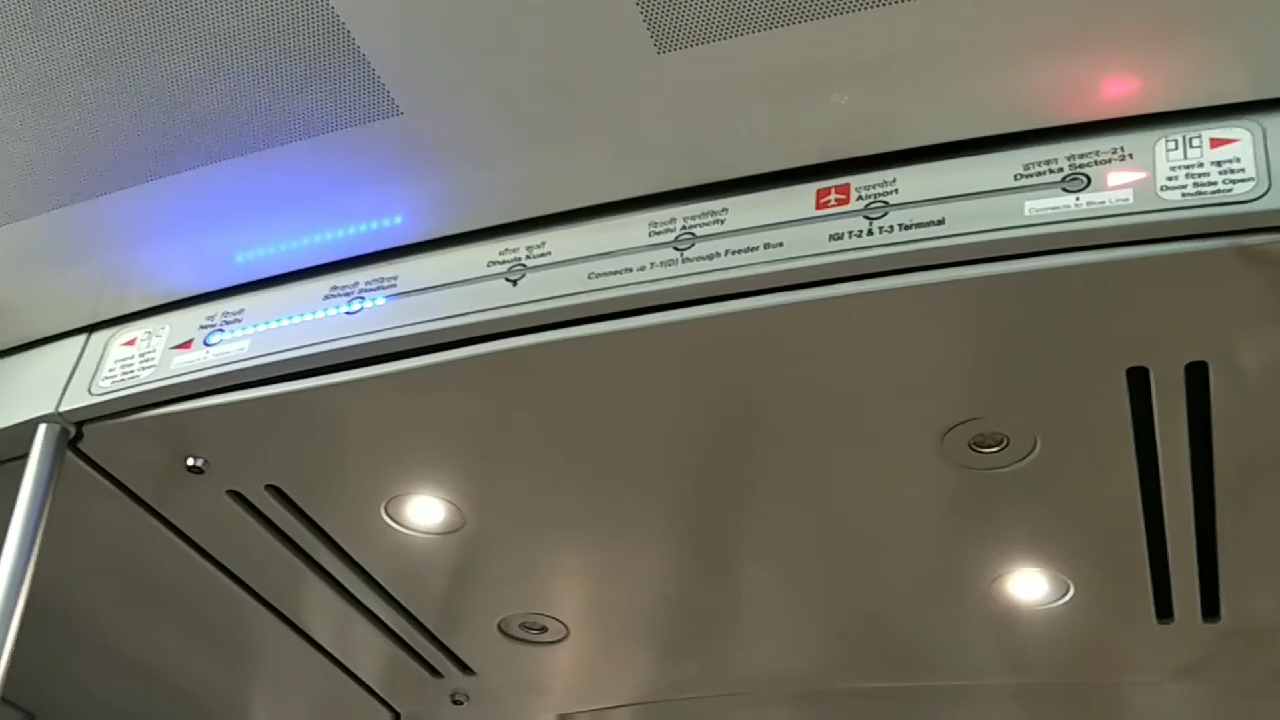 नई दिल्ली
New Delhi
शिवाजी स्टेडियम
Shivaji Stadium
धौला कुआँ
Dhaula Kuan
दिल्ली एयरोसिटी
Delhi Aerocity
Connects to T-1(D) through Feeder Bus
एयरपोर्ट
Airport
IGI T-2 & T-3 Terminal
द्वारका सेक्टर-21
Dwarka Sector-21
Connects to Blue Line
दरवाजे खुलने
का दिशा संकेत
Door Side Open
Indicator